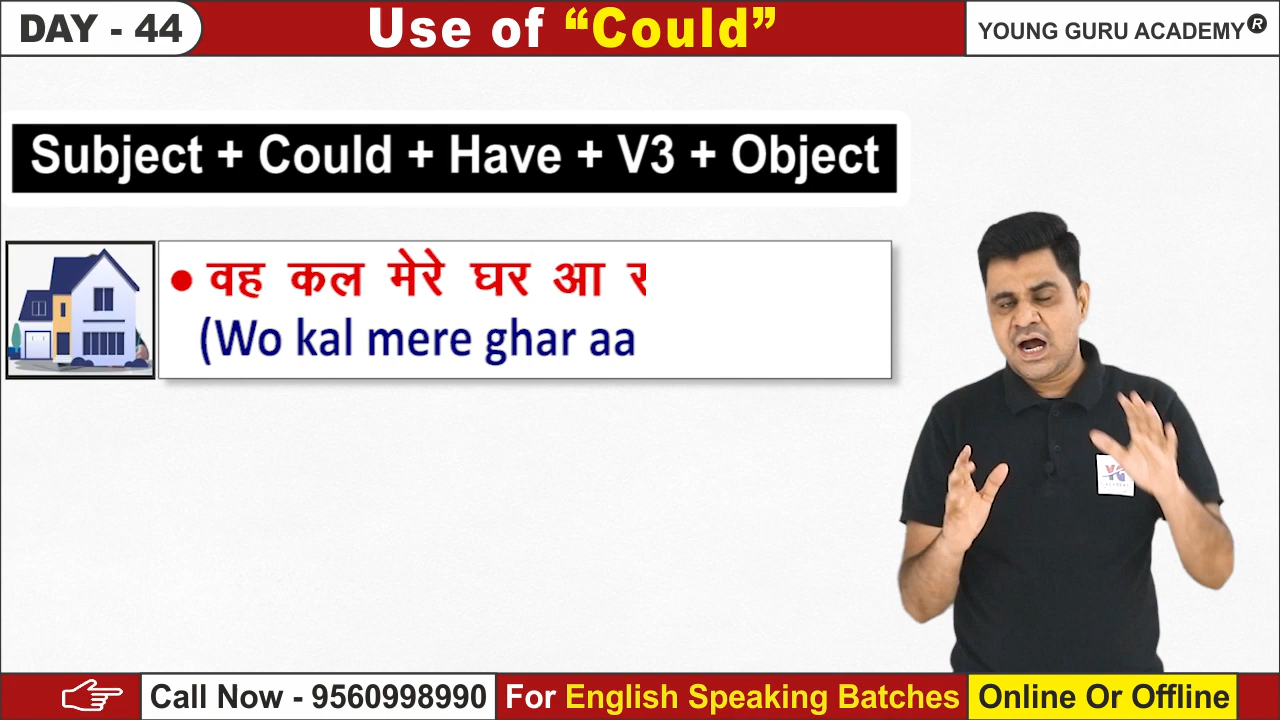 DAY - 44
Use of “Could”
YOUNG GURU ACADEMY®
Subject + Could + Have + V3 + Object
• वह कल मेरे घर आ
(Wo kal mere ghar aa
Call Now - 9560998990
For English Speaking Batches
Online Or Offline